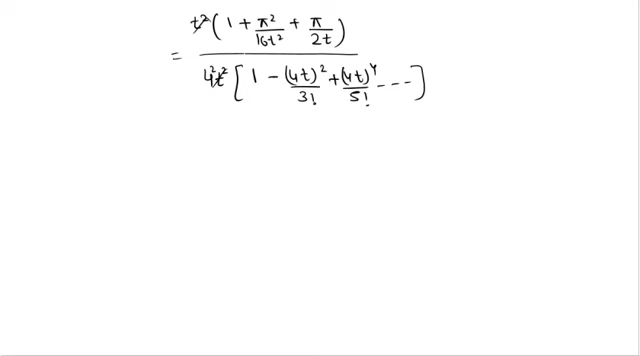 t² ( 1 + π²/16t² + π/2t )
=
4²t² [ 1 - (4t)²/3! + (4t)⁴/5! --- ]